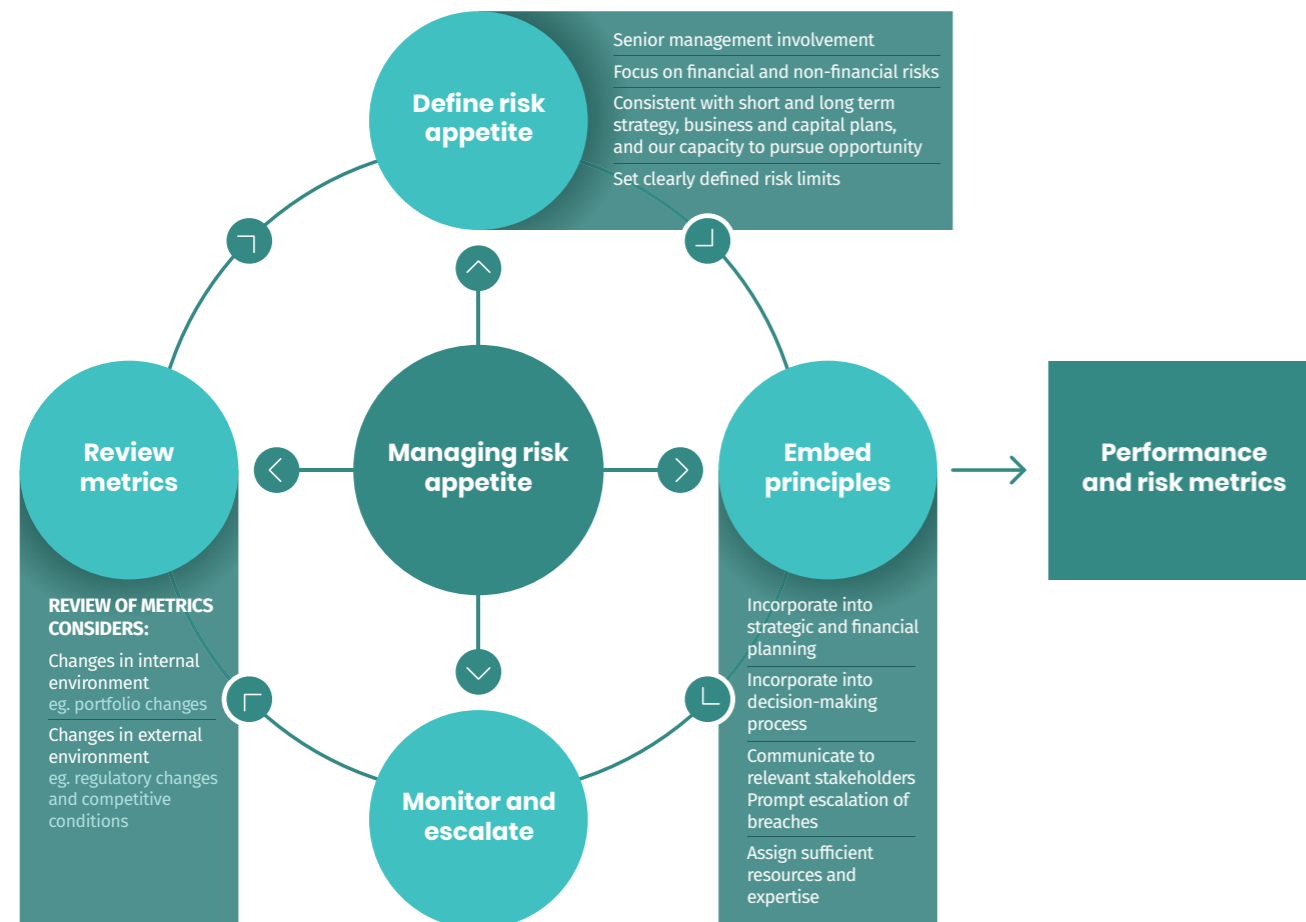 Define risk
appetite
Senior management involvement
Focus on financial and non-financial risks
Consistent with short and long term
strategy, business and capital plans,
and our capacity to pursue opportunity
Set clearly defined risk limits
Review
metrics
Managing risk
appetite
Embed
principles
Performance
and risk metrics
REVIEW OF METRICS
CONSIDERS:
Changes in internal
environment
eg. portfolio changes
Changes in external
environment
eg. regulatory changes
and competitive
conditions
Monitor and
escalate
Incorporate into
strategic and financial
planning
Incorporate into
decision-making
process
Communicate to
relevant stakeholders
Prompt escalation of
breaches
Assign sufficient
resources and
expertise